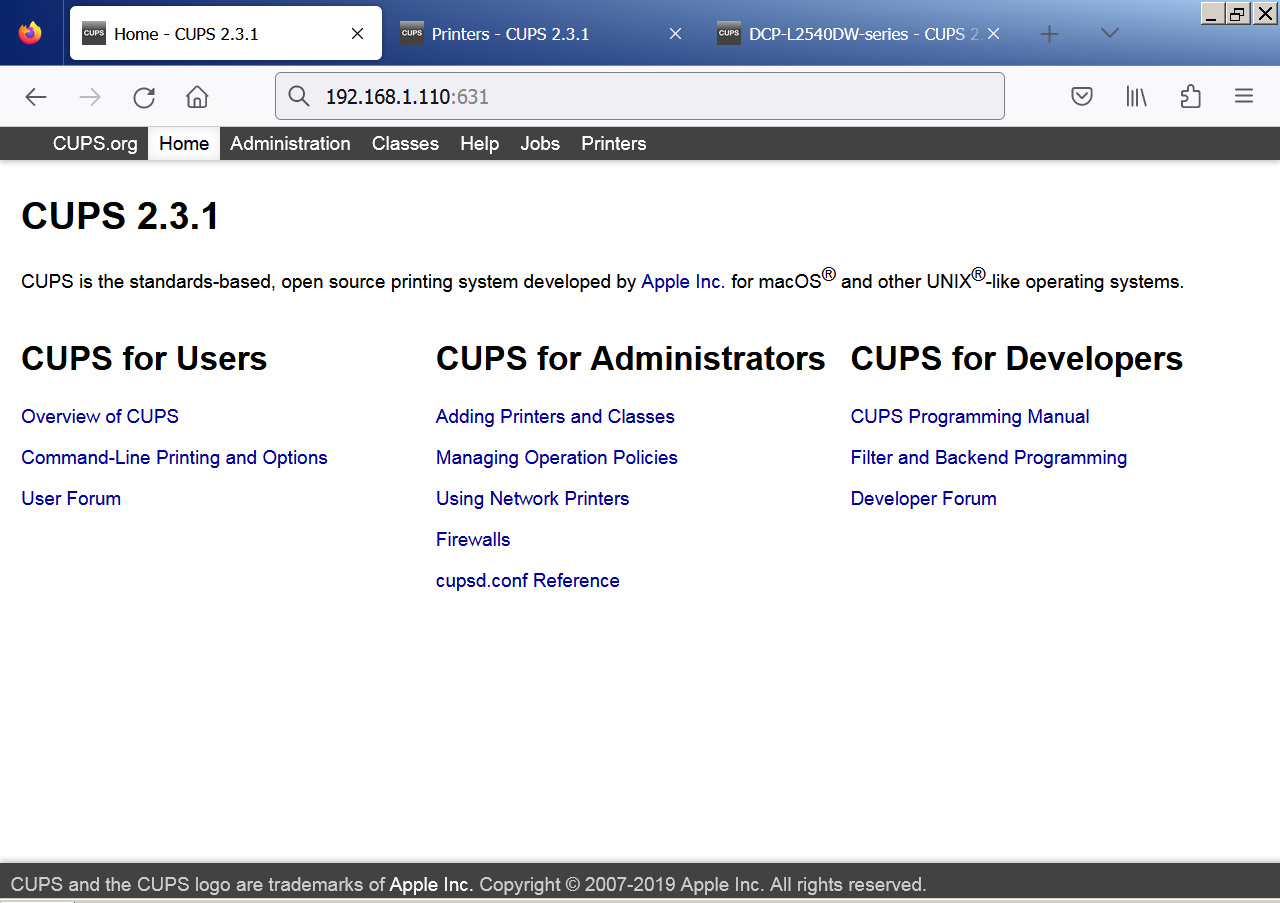 CUPS Home - CUPS 2.3.1 CUPS Printers - CUPS 2.3.1 CUPS DCP-L2540DW-series - CUPS 2.
192.168.1.110:631
CUPS.org Home Administration Classes Help Jobs Printers
CUPS 2.3.1
CUPS is the standards-based, open source printing system developed by Apple Inc. for macOS® and other UNIX®-like operating systems.
CUPS for Users
Overview of CUPS
Command-Line Printing and Options
User Forum
CUPS for Administrators
Adding Printers and Classes
Managing Operation Policies
Using Network Printers
Firewalls
cupsd.conf Reference
CUPS for Developers
CUPS Programming Manual
Filter and Backend Programming
Developer Forum
CUPS and the CUPS logo are trademarks of Apple Inc. Copyright © 2007-2019 Apple Inc. All rights reserved.